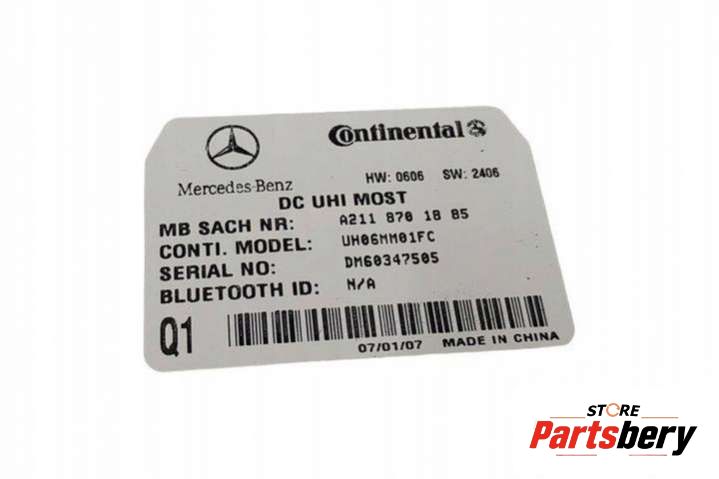 Mercedes-Benz
Continental
HW: 0606 SW: 2406
DC UHI MOST
MB SACH NR: A211 870 18 85
CONTI. MODEL: UH06MM01FC
SERIAL NO: DM60347505
BLUETOOTH ID: N/A
Q1
07/01/07 MADE IN CHINA
STORE
Partsbery